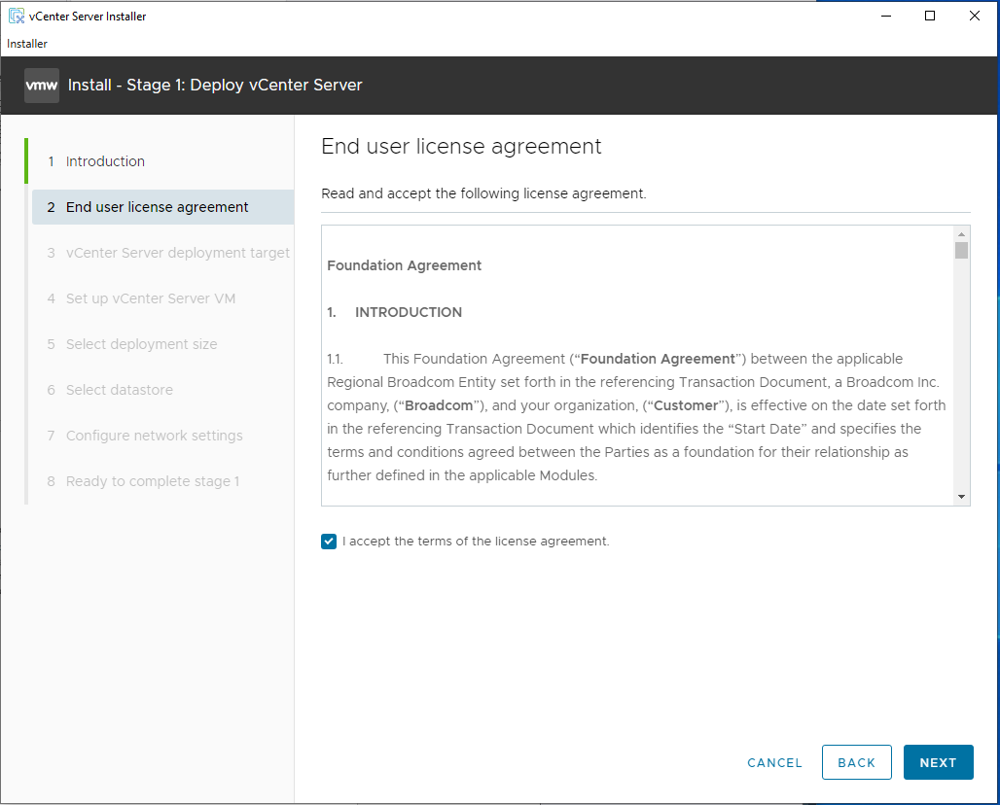 vCenter Server Installer
Installer
vmw Install - Stage 1: Deploy vCenter Server
1 Introduction
2 End user license agreement
3 vCenter Server deployment target
4 Set up vCenter Server VM
5 Select deployment size
6 Select datastore
7 Configure network settings
8 Ready to complete stage 1
End user license agreement
Read and accept the following license agreement.
Foundation Agreement
1. INTRODUCTION
1.1. This Foundation Agreement (“Foundation Agreement”) between the applicable
Regional Broadcom Entity set forth in the referencing Transaction Document, a Broadcom Inc.
company, (“Broadcom”), and your organization, (“Customer”), is effective on the date set forth
in the referencing Transaction Document which identifies the “Start Date” and specifies the
terms and conditions agreed between the Parties as a foundation for their relationship as
further defined in the applicable Modules.
I accept the terms of the license agreement.
CANCEL BACK NEXT